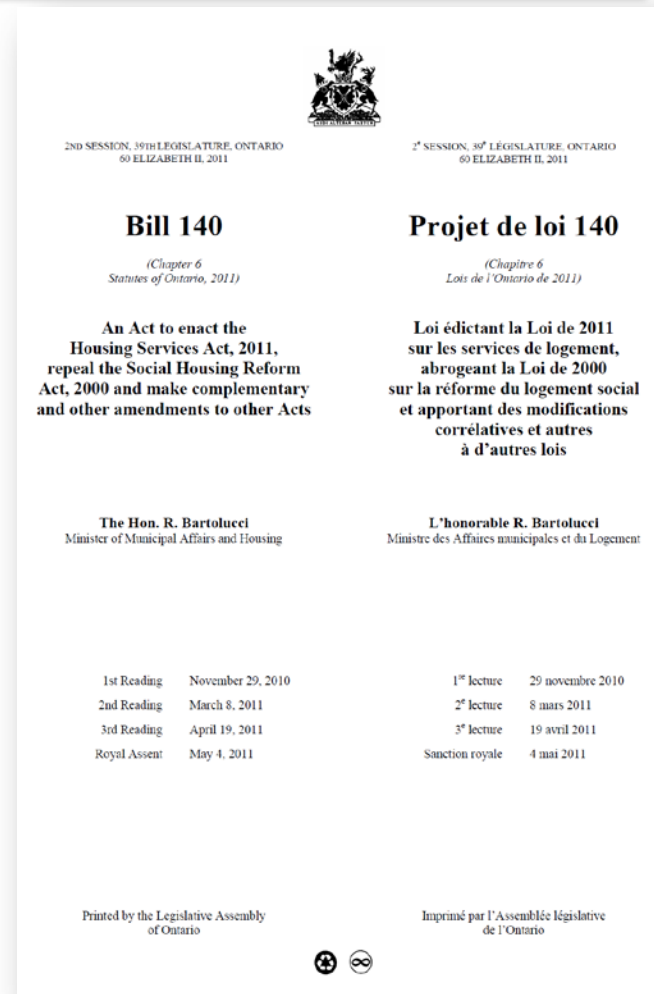 2ND SESSION, 39TH LEGISLATURE, ONTARIO
60 ELIZABETH II, 2011
Bill 140
(Chapter 6
Statutes of Ontario, 2011)
An Act to enact the
Housing Services Act, 2011,
repeal the Social Housing Reform
Act, 2000 and make complementary
and other amendments to other Acts
The Hon. R. Bartolucci
Minister of Municipal Affairs and Housing
1st Reading November 29, 2010
2nd Reading March 8, 2011
3rd Reading April 19, 2011
Royal Assent May 4, 2011
Printed by the Legislative Assembly
of Ontario
2e SESSION, 39e LÉGISLATURE, ONTARIO
60 ELIZABETH II, 2011
Projet de loi 140
(Chapitre 6
Lois de l'Ontario de 2011)
Loi édictant la Loi de 2011
sur les services de logement,
abrogeant la Loi de 2000
sur la réforme du logement social
et apportant des modifications
corrélatives et autres
à d'autres lois
L'honorable R. Bartolucci
Ministre des Affaires municipales et du Logement
1re lecture 29 novembre 2010
2e lecture 8 mars 2011
3e lecture 19 avril 2011
Sanction royale 4 mai 2011
Imprimé par l'Assemblée législative
de l'Ontario